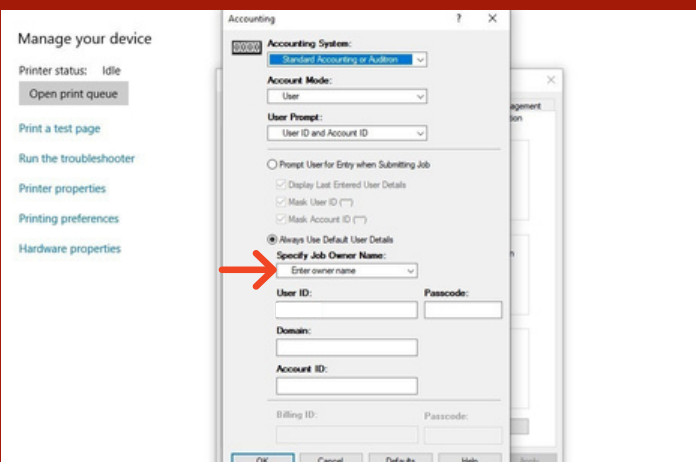 Manage your device
Printer status: Idle
Open print queue
Print a test page
Run the troubleshooter
Printer properties
Printing preferences
Hardware properties
Accounting
?
0000
Accounting System:
Standard Accounting or Auditron
Account Mode:
User
User Prompt:
User ID and Account ID
Prompt User for Entry when Submitting Job
Display Last Entered User Details
Mask User ID (***)
Mask Account ID (***)
Always Use Default User Details
Specify Job Owner Name:
Enter owner name
User ID: Passcode:
Domain:
Account ID:
Billing ID: Passcode:
OK Cancel Defaults Help
Apply